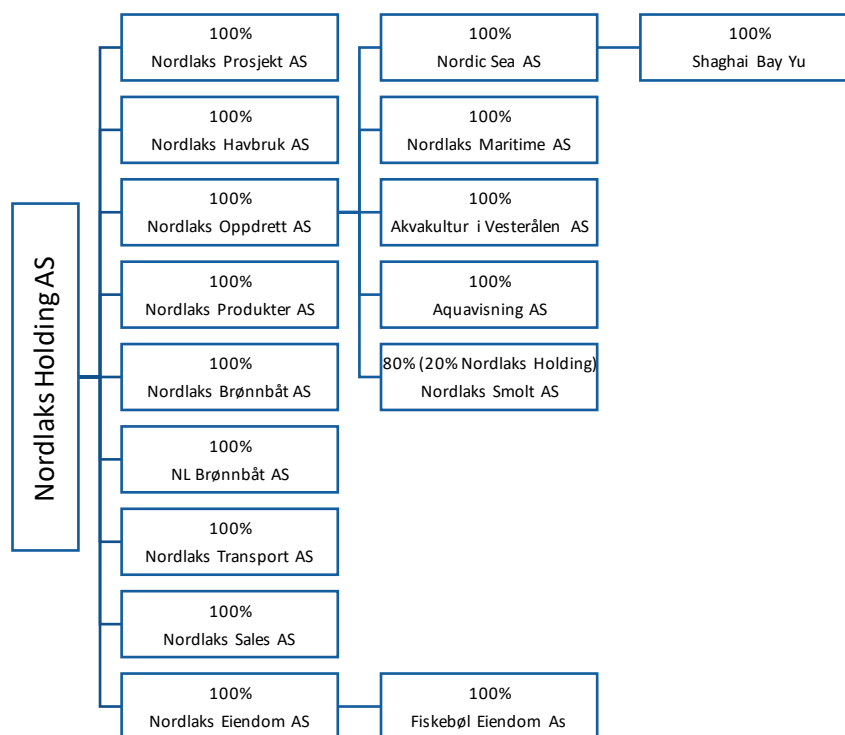 Nordlaks Holding AS
100%
Nordlaks Prosjekt AS
100%
Nordlaks Havbruk AS
100%
Nordlaks Oppdrett AS
100%
Nordlaks Produkter AS
100%
Nordlaks Brønnbåt AS
100%
NL Brønnbåt AS
100%
Nordlaks Transport AS
100%
Nordlaks Sales AS
100%
Nordlaks Eiendom AS
100%
Nordic Sea AS
100%
Nordlaks Maritime AS
100%
Akvakultur i Vesterålen AS
100%
Aquavisning AS
80% (20% Nordlaks Holding)
Nordlaks Smolt AS
100%
Fiskebøl Eiendom As
100%
Shaghai Bay Yu